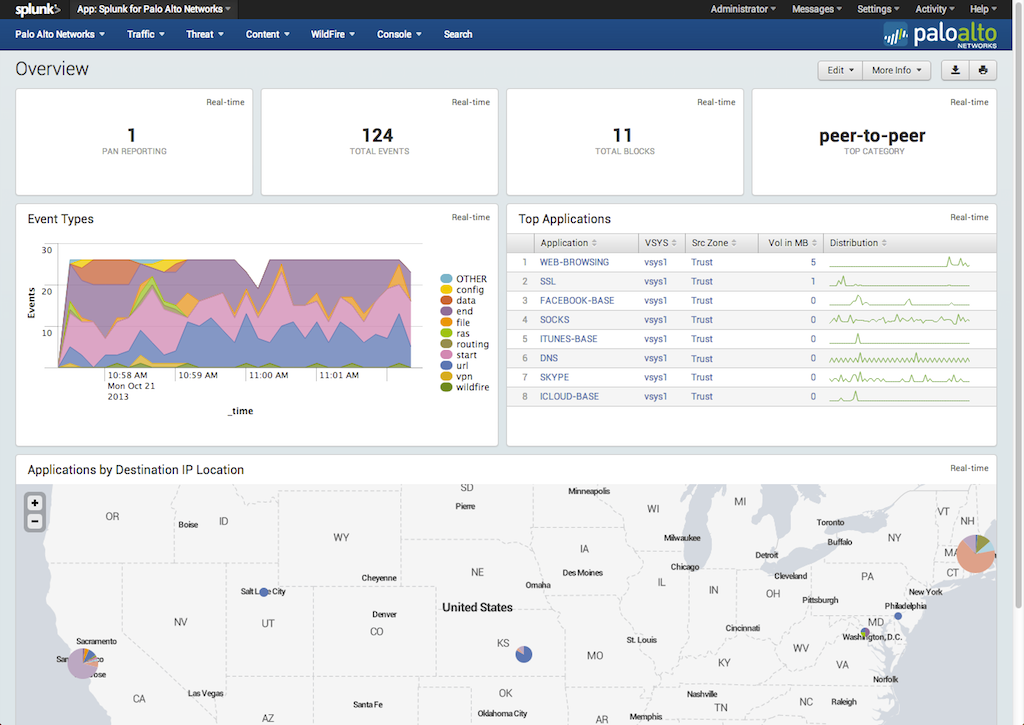 splunk> App: Splunk for Palo Alto Networks Administrator Messages Settings Activity Help
Palo Alto Networks Traffic Threat Content WildFire Console Search paloalto
NETWORKS
Overview Edit More Info
Real-time Real-time Real-time Real-time
1 124 11 peer-to-peer
PAN REPORTING TOTAL EVENTS TOTAL BLOCKS TOP CATEGORY
Event Types Real-time
30
20
10
Events
10:58 AM 10:59 AM 11:00 AM 11:01 AM
Mon Oct 21
2013
_time
OTHER
config
data
end
file
ras
routing
start
url
vpn
wildfire
Top Applications Real-time
Application VSYS Src Zone Vol in MB Distribution
1 WEB-BROWSING vsys1 Trust 5
2 SSL vsys1 Trust 1
3 FACEBOOK-BASE vsys1 Trust 0
4 SOCKS vsys1 Trust 0
5 ITUNES-BASE vsys1 Trust 0
6 DNS vsys1 Trust 0
7 SKYPE vsys1 Trust 0
8 ICLOUD-BASE vsys1 Trust 0
Applications by Destination IP Location Real-time
+
−
SD Minneapolis
Pierre WI MI VT
OR Boise ID Toronto NH
WY Milwaukee Buffalo NY
IA Detroit MA
NE Des Moines Chicago Cleveland CT
Cheyenne Omaha IL IN OH PA
Salt Lake City Pittsburgh New York
United States Philadelphia
NV UT Denver
CO Cincinnati MD
Sacramento KS St. Louis Washington, D.C.
MO WV
KY VA
CA Las Vegas OK Nashville Norfolk
Santa Fe TN NC Raleigh
AZ Oklahoma City AR Memphis